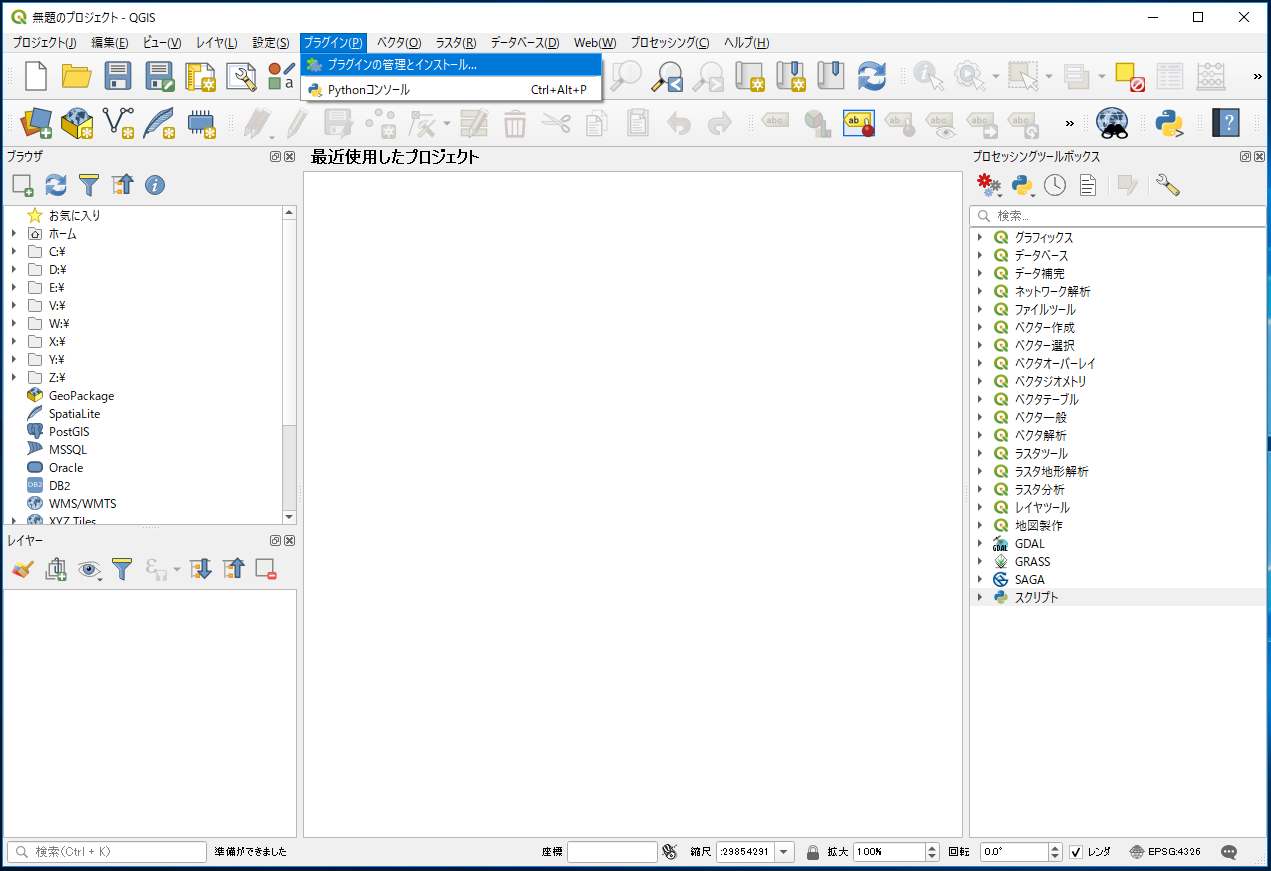 無題のプロジェクト - QGIS
プロジェクト(J) 編集(E) ビュー(V) レイヤ(L) 設定(S) プラグイン(P) ベクタ(O) ラスタ(R) データベース(D) Web(W) プロセッシング(C) ヘルプ(H)
プラグインの管理とインストール...
Pythonコンソール Ctrl+Alt+P
ブラウザ
お気に入り
ホーム
C:¥
D:¥
E:¥
V:¥
W:¥
X:¥
Y:¥
Z:¥
GeoPackage
SpatiaLite
PostGIS
MSSQL
Oracle
DB2
WMS/WMTS
XYZ Tiles
レイヤー
最近使用したプロジェクト
プロセッシングツールボックス
検索...
グラフィックス
データベース
データ補完
ネットワーク解析
ファイルツール
ベクター作成
ベクター選択
ベクタオーバーレイ
ベクタジオメトリ
ベクタテーブル
ベクタ一般
ベクタ解析
ラスタツール
ラスタ地形解析
ラスタ分析
レイヤツール
地図製作
GDAL
GRASS
SAGA
スクリプト
検索(Ctrl + K) 準備ができました 座標 縮尺 :29854291 拡大 100% 回転 0.0° レンダ EPSG:4326